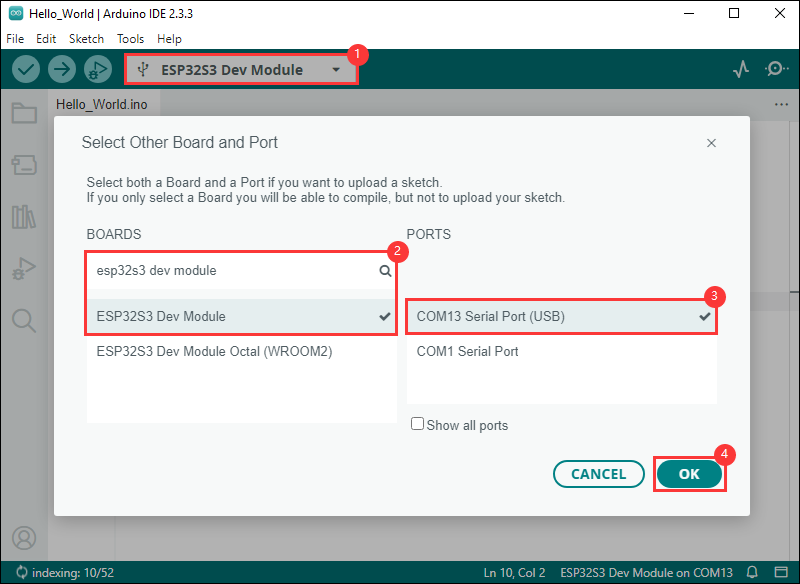 Hello_World | Arduino IDE 2.3.3
File Edit Sketch Tools Help
ESP32S3 Dev Module
1
Hello_World.ino
Select Other Board and Port
Select both a Board and a Port if you want to upload a sketch.
If you only select a Board you will be able to compile, but not to upload your sketch.
BOARDS
2
esp32s3 dev module
ESP32S3 Dev Module
ESP32S3 Dev Module Octal (WROOM2)
PORTS
3
COM13 Serial Port (USB)
COM1 Serial Port
Show all ports
4
CANCEL OK
indexing: 10/52 Ln 10, Col 2 ESP32S3 Dev Module on COM13